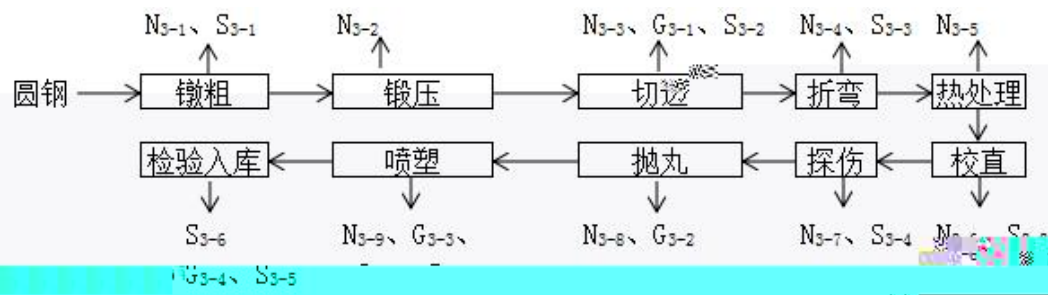 N₃₋₁、S₃₋₁ N₃₋₂ N₃₋₃、G₃₋₁、S₃₋₂ N₃₋₄、S₃₋₃ N₃₋₅
圆钢 镦粗 锻压 切边 折弯 热处理
检验入库 喷塑 抛丸 探伤 校直
S₃₋₆ N₃₋₉、G₃₋₃、 N₃₋₈、G₃₋₂ N₃₋₇、S₃₋₄
G₃₋₄、S₃₋₅